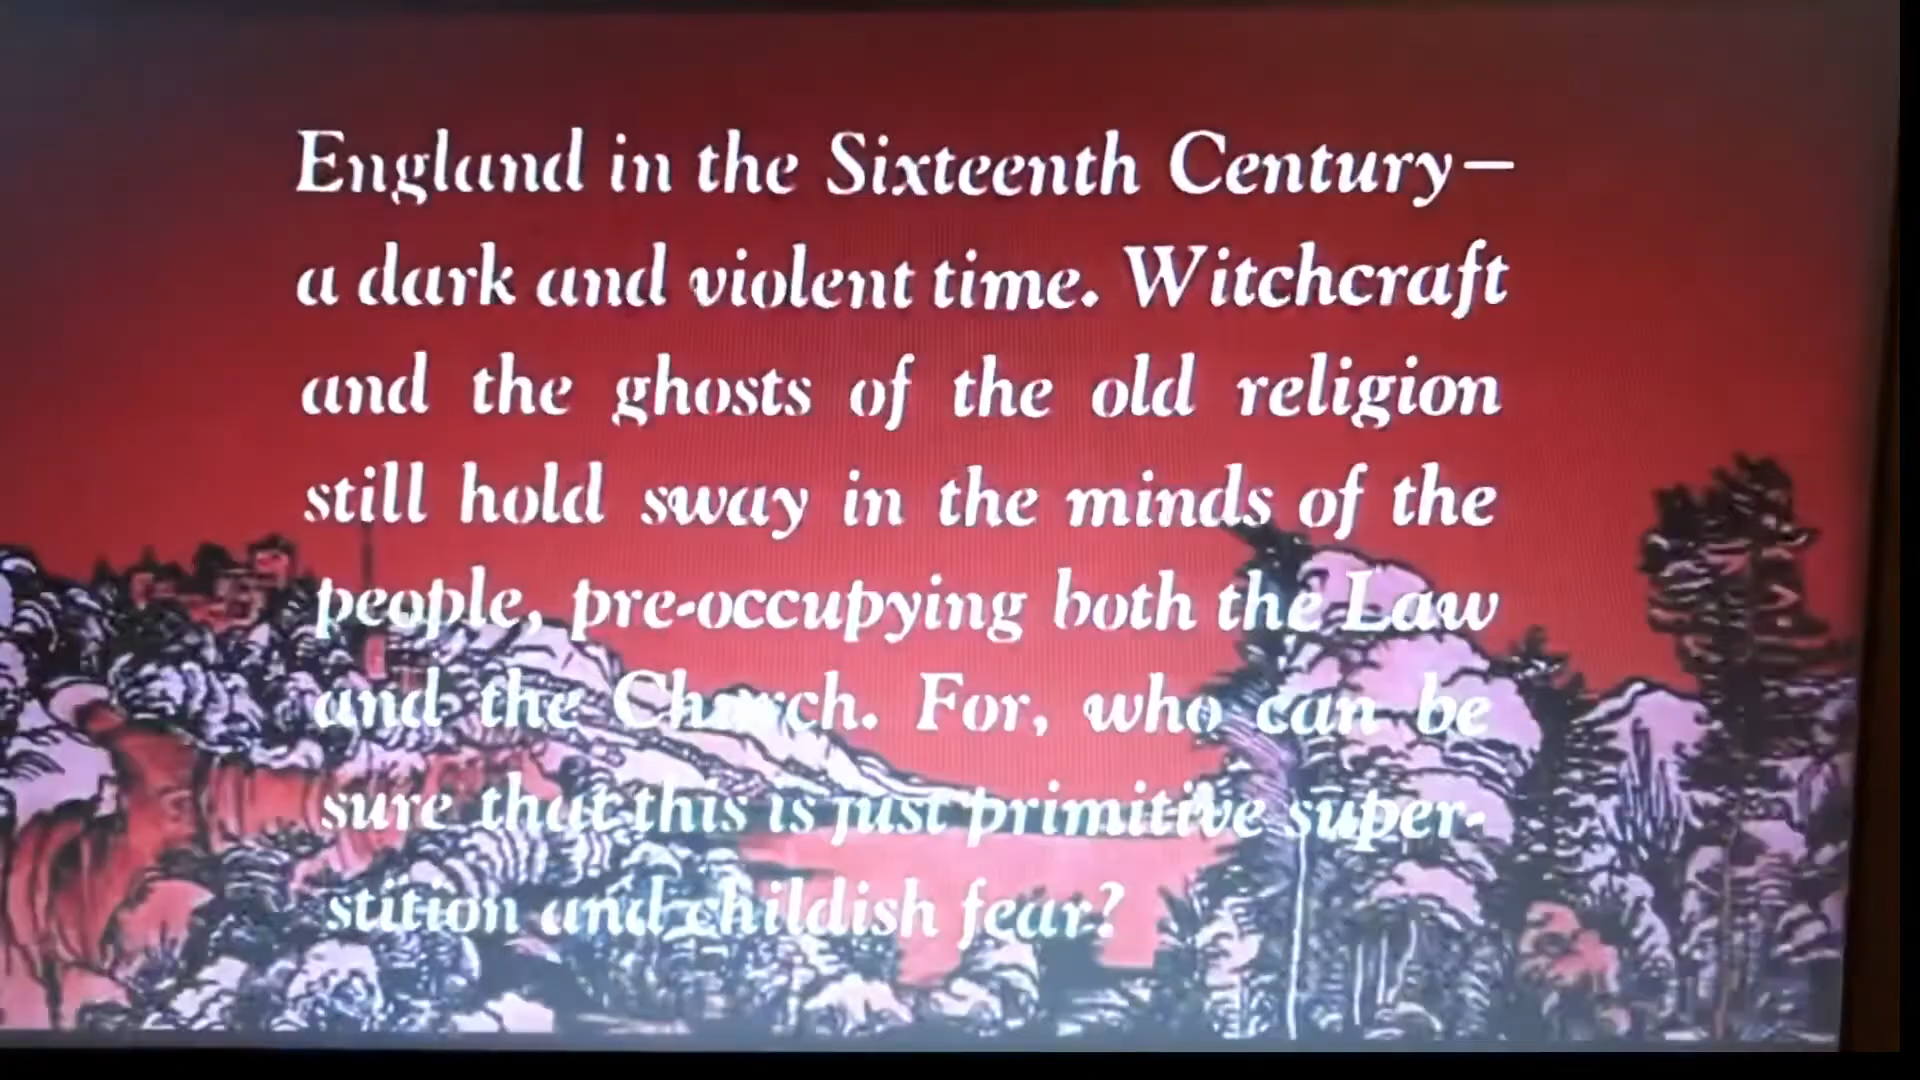 England in the Sixteenth Century—
a dark and violent time. Witchcraft
and the ghosts of the old religion
still hold sway in the minds of the
people, pre-occupying both the Law
and the Church. For, who can be
sure that this is just primitive super-
stition and childish fear?